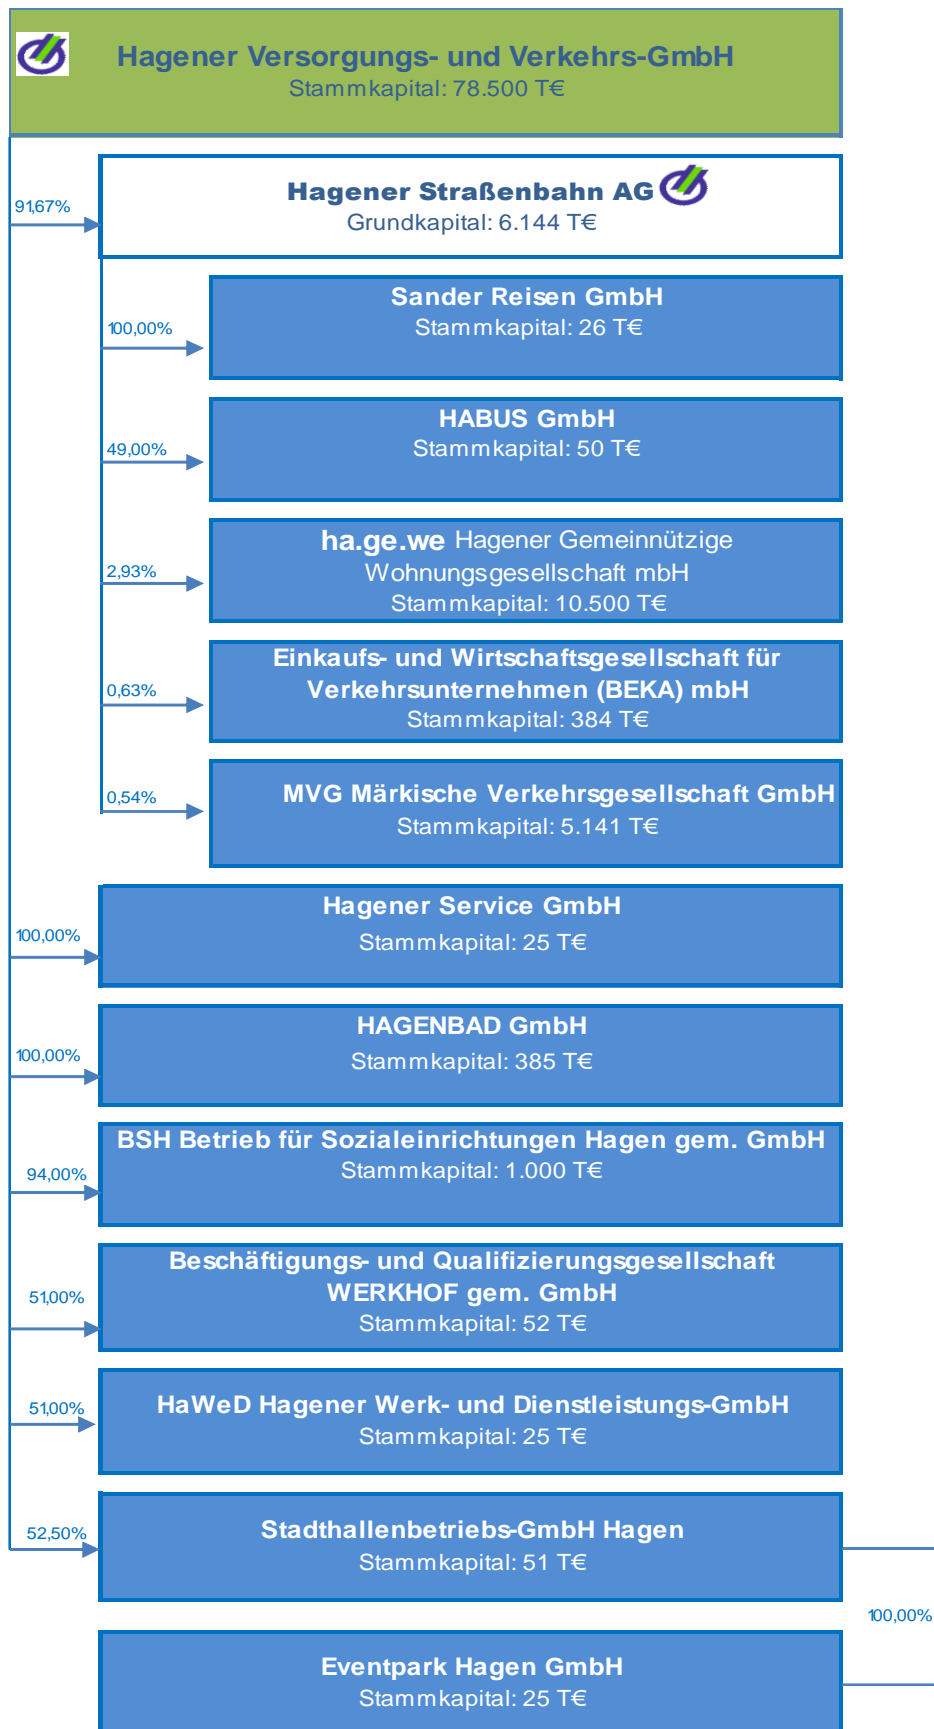 Hagener Versorgungs- und Verkehrs-GmbH
Stammkapital: 78.500 T€
91,67%
Hagener Straßenbahn AG
Grundkapital: 6.144 T€
100,00%
Sander Reisen GmbH
Stammkapital: 26 T€
49,00%
HABUS GmbH
Stammkapital: 50 T€
2,93%
ha.ge.we Hagener Gemeinnützige
Wohnungsgesellschaft mbH
Stammkapital: 10.500 T€
0,63%
Einkaufs- und Wirtschaftsgesellschaft für
Verkehrsunternehmen (BEKA) mbH
Stammkapital: 384 T€
0,54%
MVG Märkische Verkehrsgesellschaft GmbH
Stammkapital: 5.141 T€
100,00%
Hagener Service GmbH
Stammkapital: 25 T€
100,00%
HAGENBAD GmbH
Stammkapital: 385 T€
94,00%
BSH Betrieb für Sozialeinrichtungen Hagen gem. GmbH
Stammkapital: 1.000 T€
51,00%
Beschäftigungs- und Qualifizierungsgesellschaft
WERKHOF gem. GmbH
Stammkapital: 52 T€
51,00%
HaWeD Hagener Werk- und Dienstleistungs-GmbH
Stammkapital: 25 T€
52,50%
Stadthallenbetriebs-GmbH Hagen
Stammkapital: 51 T€
100,00%
Eventpark Hagen GmbH
Stammkapital: 25 T€